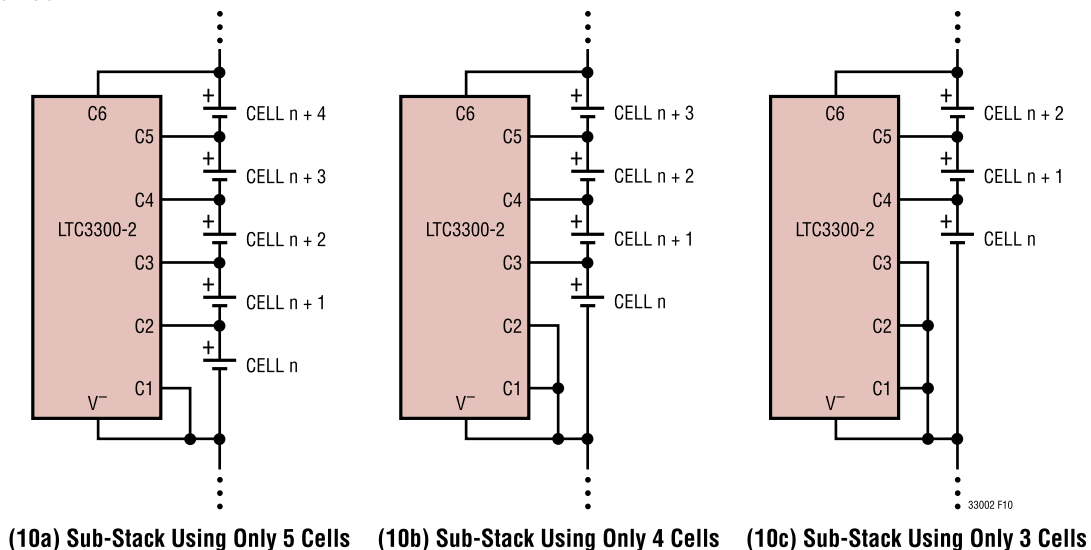 C6
+
CELL n + 4
C5
+
CELL n + 3
C4
+
LTC3300-2
CELL n + 2
C3
+
CELL n + 1
C2
+
CELL n
C1
V–
(10a) Sub-Stack Using Only 5 Cells
C6
+
CELL n + 3
C5
+
CELL n + 2
C4
+
LTC3300-2
CELL n + 1
C3
+
CELL n
C2
C1
V–
(10b) Sub-Stack Using Only 4 Cells
C6
+
CELL n + 2
C5
+
CELL n + 1
C4
+
LTC3300-2
CELL n
C3
C2
C1
V–
33002 F10
(10c) Sub-Stack Using Only 3 Cells